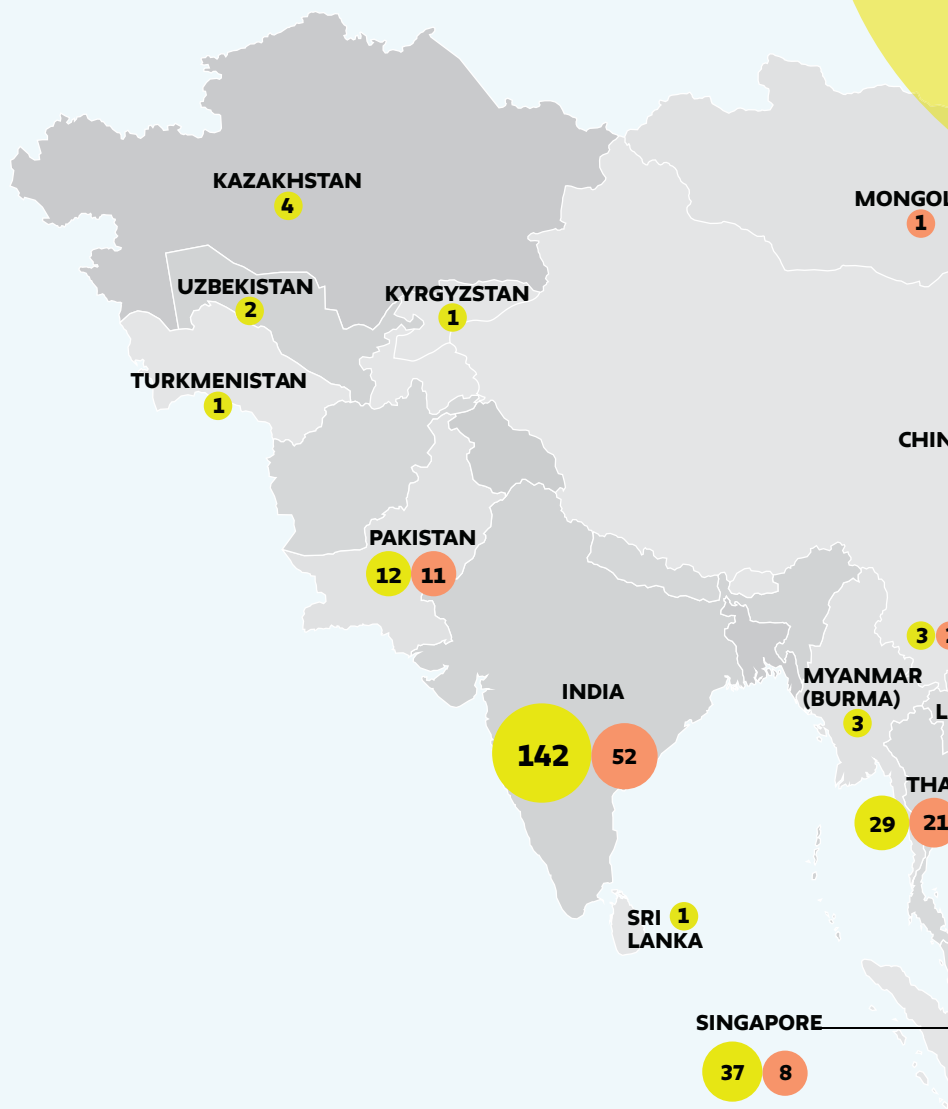 KAZAKHSTAN
4
MONGOL
1
UZBEKISTAN
2
KYRGYZSTAN
1
TURKMENISTAN
1
CHIN
PAKISTAN
12 11
3
MYANMAR
(BURMA)
3
INDIA
142 52
L
THA
29 21
SRI 1
LANKA
SINGAPORE
37 8